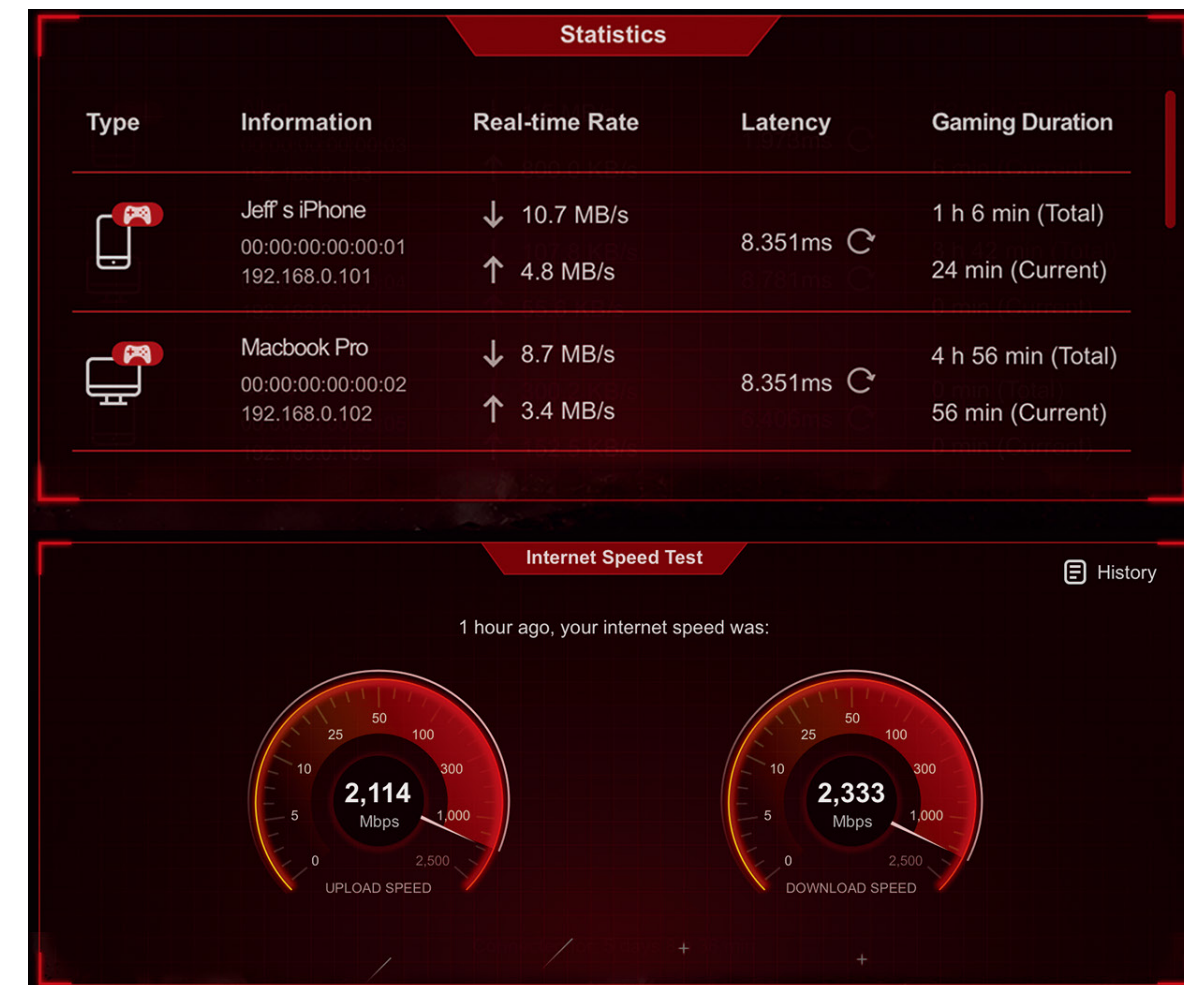 Statistics
Type Information Real-time Rate Latency Gaming Duration
Jeff's iPhone
00:00:00:00:00:01
192.168.0.101
10.7 MB/s
4.8 MB/s
8.351ms
1 h 6 min (Total)
24 min (Current)
Macbook Pro
00:00:00:00:00:02
192.168.0.102
8.7 MB/s
3.4 MB/s
8.351ms
4 h 56 min (Total)
56 min (Current)
Internet Speed Test
History
1 hour ago, your internet speed was:
0
5
10
25
50
100
300
1,000
2,500
2,114
Mbps
UPLOAD SPEED
0
5
10
25
50
100
300
1,000
2,500
2,333
Mbps
DOWNLOAD SPEED